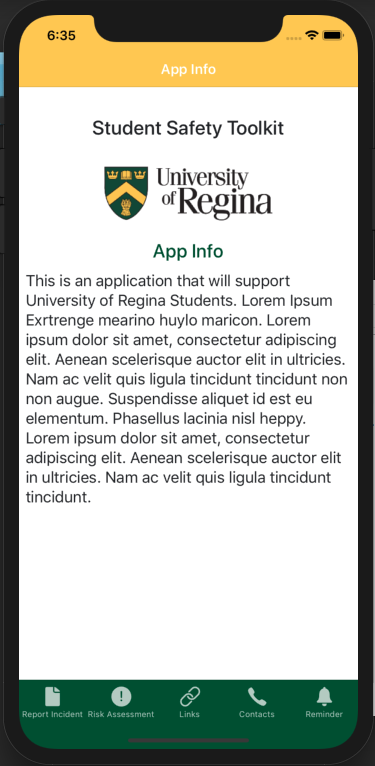 6:35
App Info
Student Safety Toolkit
University
of Regina
App Info
This is an application that will support
University of Regina Students. Lorem Ipsum
Exrtrenge mearino huylo maricon. Lorem
ipsum dolor sit amet, consectetur adipiscing
elit. Aenean scelerisque auctor elit in ultricies.
Nam ac velit quis ligula tincidunt tincidunt non
non augue. Suspendisse aliquet id est eu
elementum. Phasellus lacinia nisl heppy.
Lorem ipsum dolor sit amet, consectetur
adipiscing elit. Aenean scelerisque auctor elit
in ultricies. Nam ac velit quis ligula tincidunt
tincidunt.
Report Incident Risk Assessment Links Contacts Reminder